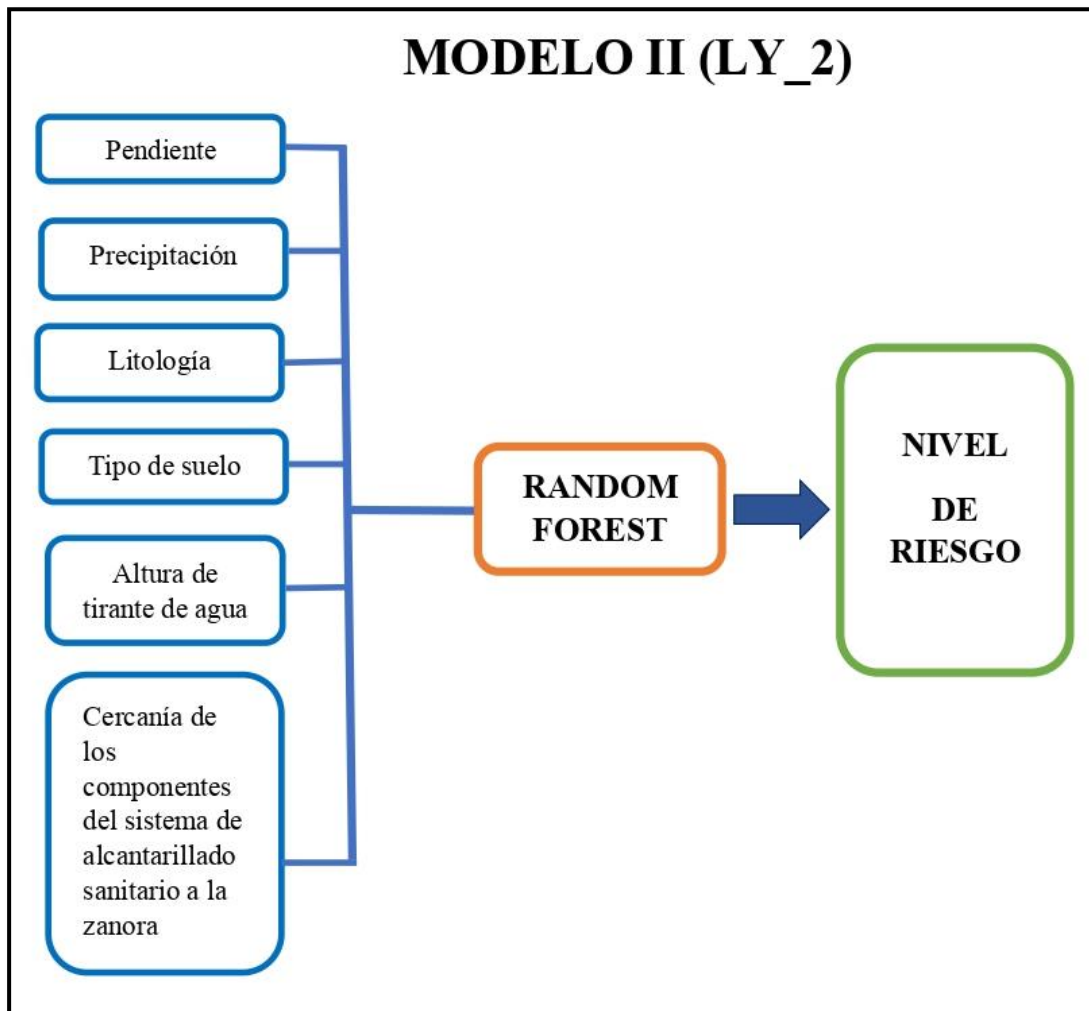 MODELO II (LY_2)
Pendiente
Precipitación
Litología
Tipo de suelo
Altura de
tirante de agua
Cercanía de
los
componentes
del sistema de
alcantarillado
sanitario a la
zanora
RANDOM
FOREST
NIVEL
DE
RIESGO